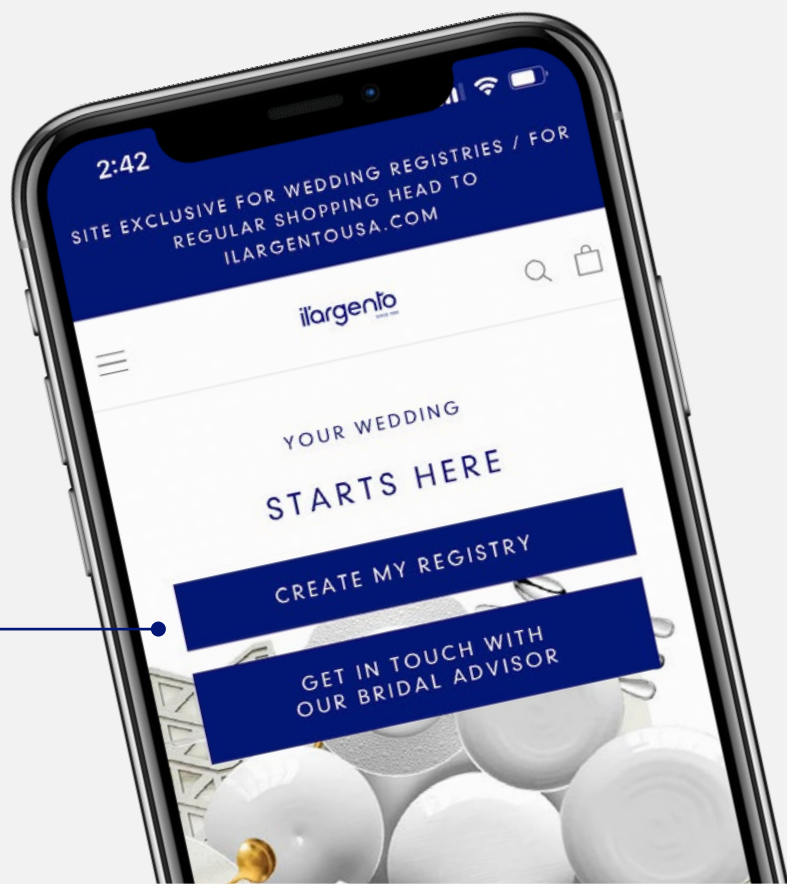 2:42
SITE EXCLUSIVE FOR WEDDING REGISTRIES / FOR
REGULAR SHOPPING HEAD TO
ILARGENTOUSA.COM
il'argento
YOUR WEDDING
STARTS HERE
CREATE MY REGISTRY
GET IN TOUCH WITH
OUR BRIDAL ADVISOR